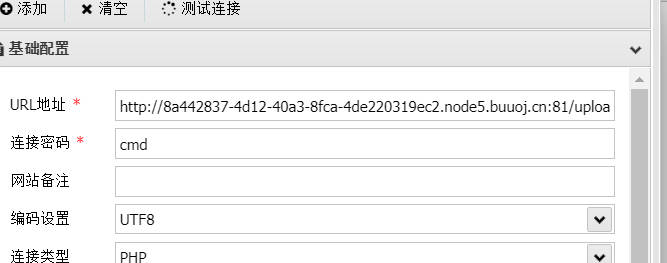 添加 清空 测试连接
基础配置
URL地址 * http://8a442837-4d12-40a3-8fca-4de220319ec2.node5.buuoj.cn:81/uploa
连接密码 * cmd
网站备注
编码设置 UTF8
连接类型 PHP